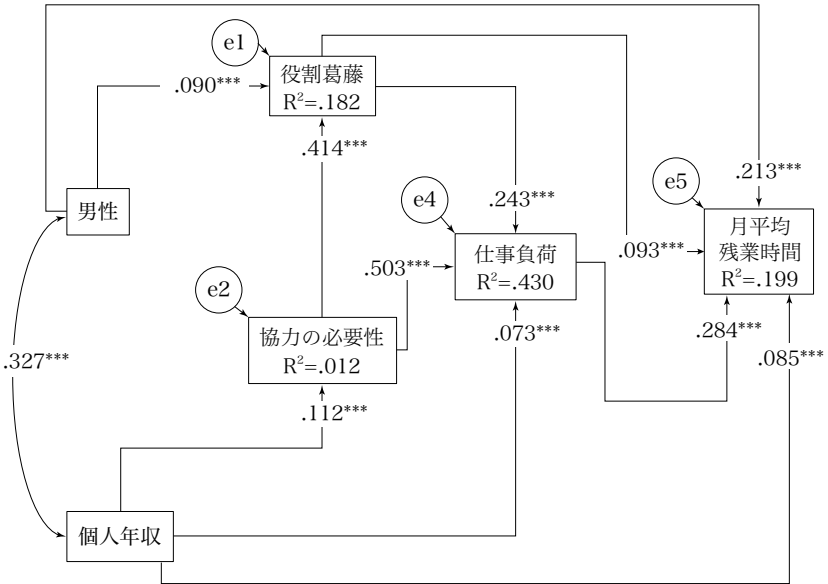 e1
役割葛藤
R²=.182
.090***
.414***
.213***
e5
男性
e4
.243***
月平均
残業時間
R²=.199
仕事負荷
R²=.430
.093***
.503***
e2
協力の必要性
R²=.012
.073***
.284***
.085***
.327***
.112***
個人年収